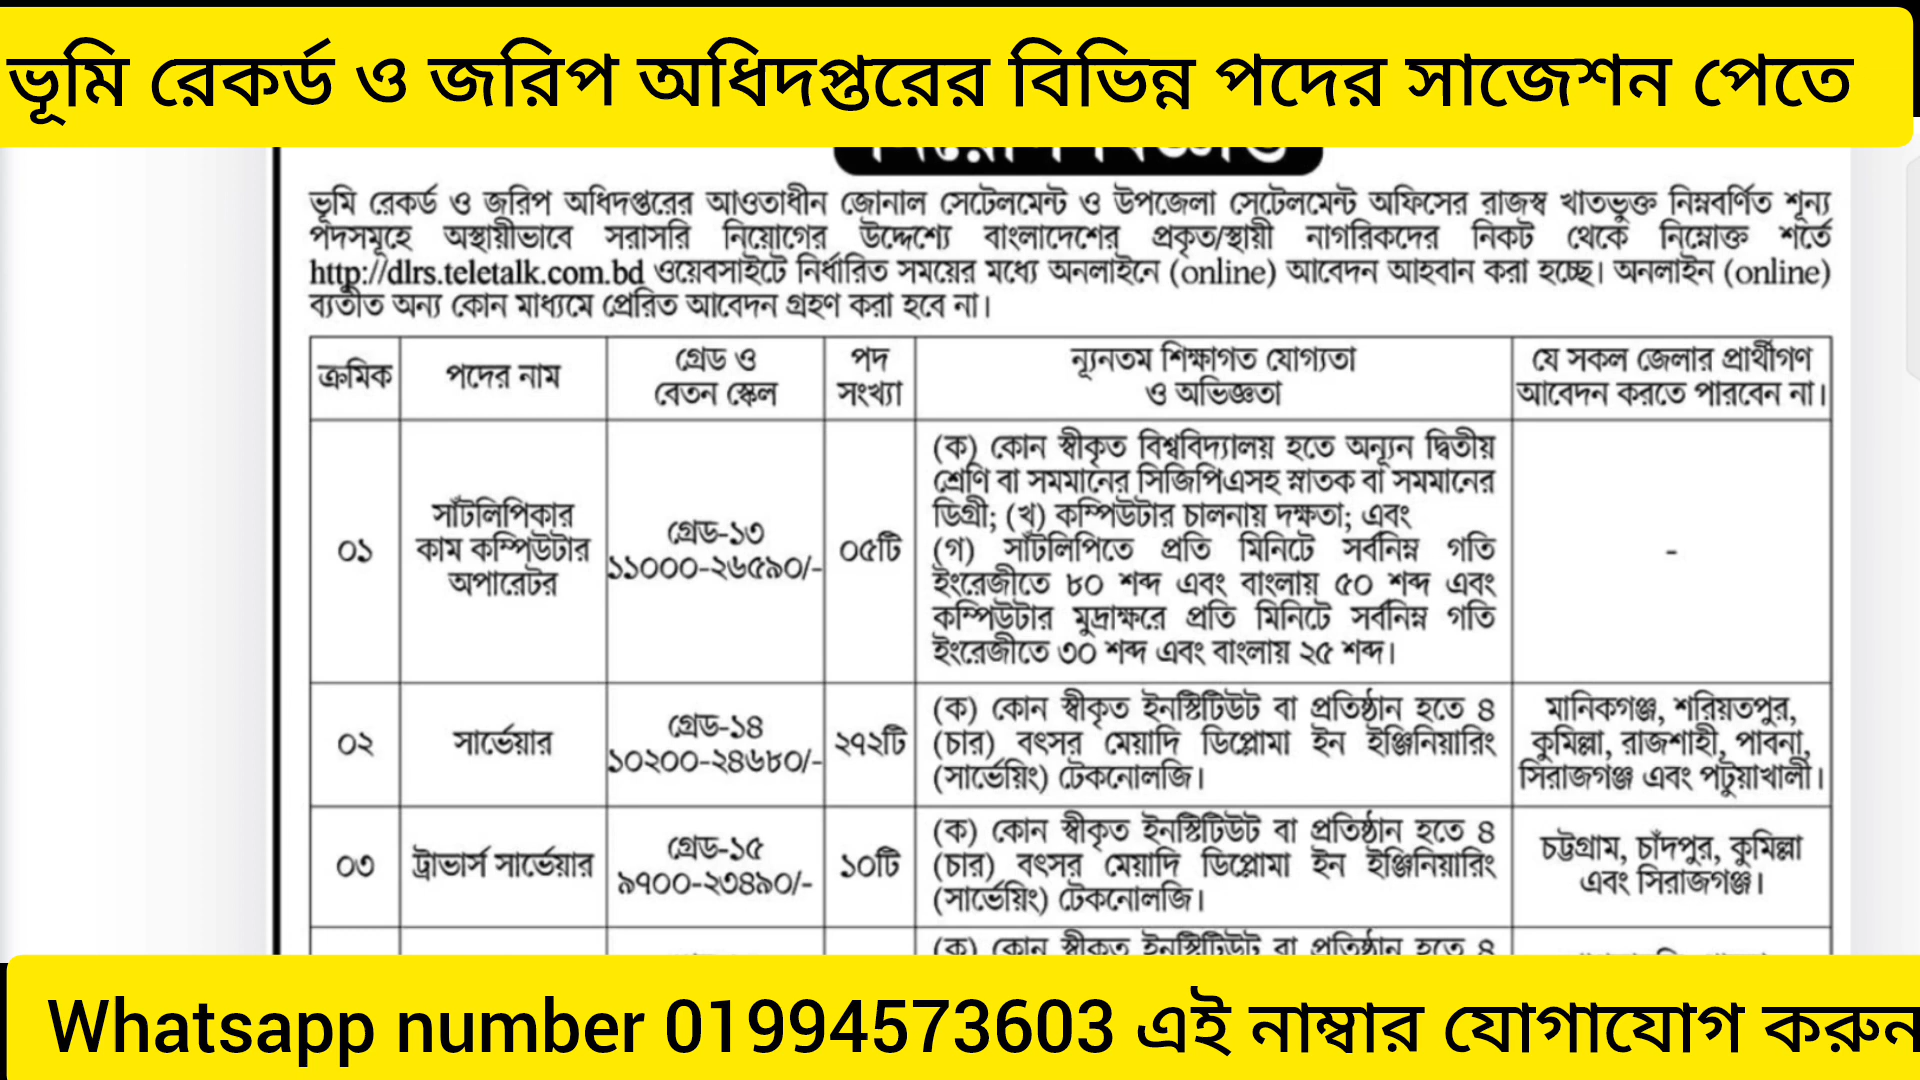 ভূমি রেকর্ড ও জরিপ অধিদপ্তরের বিভিন্ন পদের সাজেশন পেতে
ভূমি রেকর্ড ও জরিপ অধিদপ্তরের আওতাধীন জোনাল সেটেলমেন্ট ও উপজেলা সেটেলমেন্ট অফিসের রাজস্ব খাতভুক্ত নিম্নবর্ণিত শূন্য
পদসমূহে অস্থায়ীভাবে সরাসরি নিয়োগের উদ্দেশ্যে বাংলাদেশের প্রকৃত/স্থায়ী নাগরিকদের নিকট থেকে নিম্নোক্ত শর্তে
http://dlrs.teletalk.com.bd ওয়েবসাইটে নির্ধারিত সময়ের মধ্যে অনলাইনে (online) আবেদন আহবান করা হচ্ছে। অনলাইন (online)
ব্যতীত অন্য কোন মাধ্যমে প্রেরিত আবেদন গ্রহণ করা হবে না।
ক্রমিক
পদের নাম
গ্রেড ও
বেতন স্কেল
পদ
সংখ্যা
ন্যূনতম শিক্ষাগত যোগ্যতা
ও অভিজ্ঞতা
যে সকল জেলার প্রার্থীগণ
আবেদন করতে পারবেন না।
০১
সাঁটলিপিকার
কাম কম্পিউটার
অপারেটর
গ্রেড-১৩
১১০০০-২৬৫৯০/-
০৫টি
(ক) কোন স্বীকৃত বিশ্ববিদ্যালয় হতে অন্যূন দ্বিতীয়
শ্রেণি বা সমমানের সিজিপিএসহ স্নাতক বা সমমানের
ডিগ্রী; (খ) কম্পিউটার চালনায় দক্ষতা; এবং
(গ) সাঁটলিপিতে প্রতি মিনিটে সর্বনিম্ন গতি
ইংরেজীতে ৮০ শব্দ এবং বাংলায় ৫০ শব্দ এবং
কম্পিউটার মুদ্রাক্ষরে প্রতি মিনিটে সর্বনিম্ন গতি
ইংরেজীতে ৩০ শব্দ এবং বাংলায় ২৫ শব্দ।
-
০২
সার্ভেয়ার
গ্রেড-১৪
১০২০০-২৪৬৮০/-
২৭২টি
(ক) কোন স্বীকৃত ইনস্টিটিউট বা প্রতিষ্ঠান হতে ৪
(চার) বৎসর মেয়াদি ডিপ্লোমা ইন ইঞ্জিনিয়ারিং
(সার্ভেয়িং) টেকনোলজি।
মানিকগঞ্জ, শরিয়তপুর,
কুমিল্লা, রাজশাহী, পাবনা,
সিরাজগঞ্জ এবং পটুয়াখালী।
০৩
ট্রাভার্স সার্ভেয়ার
গ্রেড-১৫
৯৭০০-২৩৪৯০/-
১০টি
(ক) কোন স্বীকৃত ইনস্টিটিউট বা প্রতিষ্ঠান হতে ৪
(চার) বৎসর মেয়াদি ডিপ্লোমা ইন ইঞ্জিনিয়ারিং
(সার্ভেয়িং) টেকনোলজি।
চট্টগ্রাম, চাঁদপুর, কুমিল্লা
এবং সিরাজগঞ্জ।
(ক) কোন স্বীকৃত ইনস্টিটিউট বা প্রতিষ্ঠান হতে ৪
Whatsapp number 01994573603 এই নাম্বার যোগাযোগ করুন